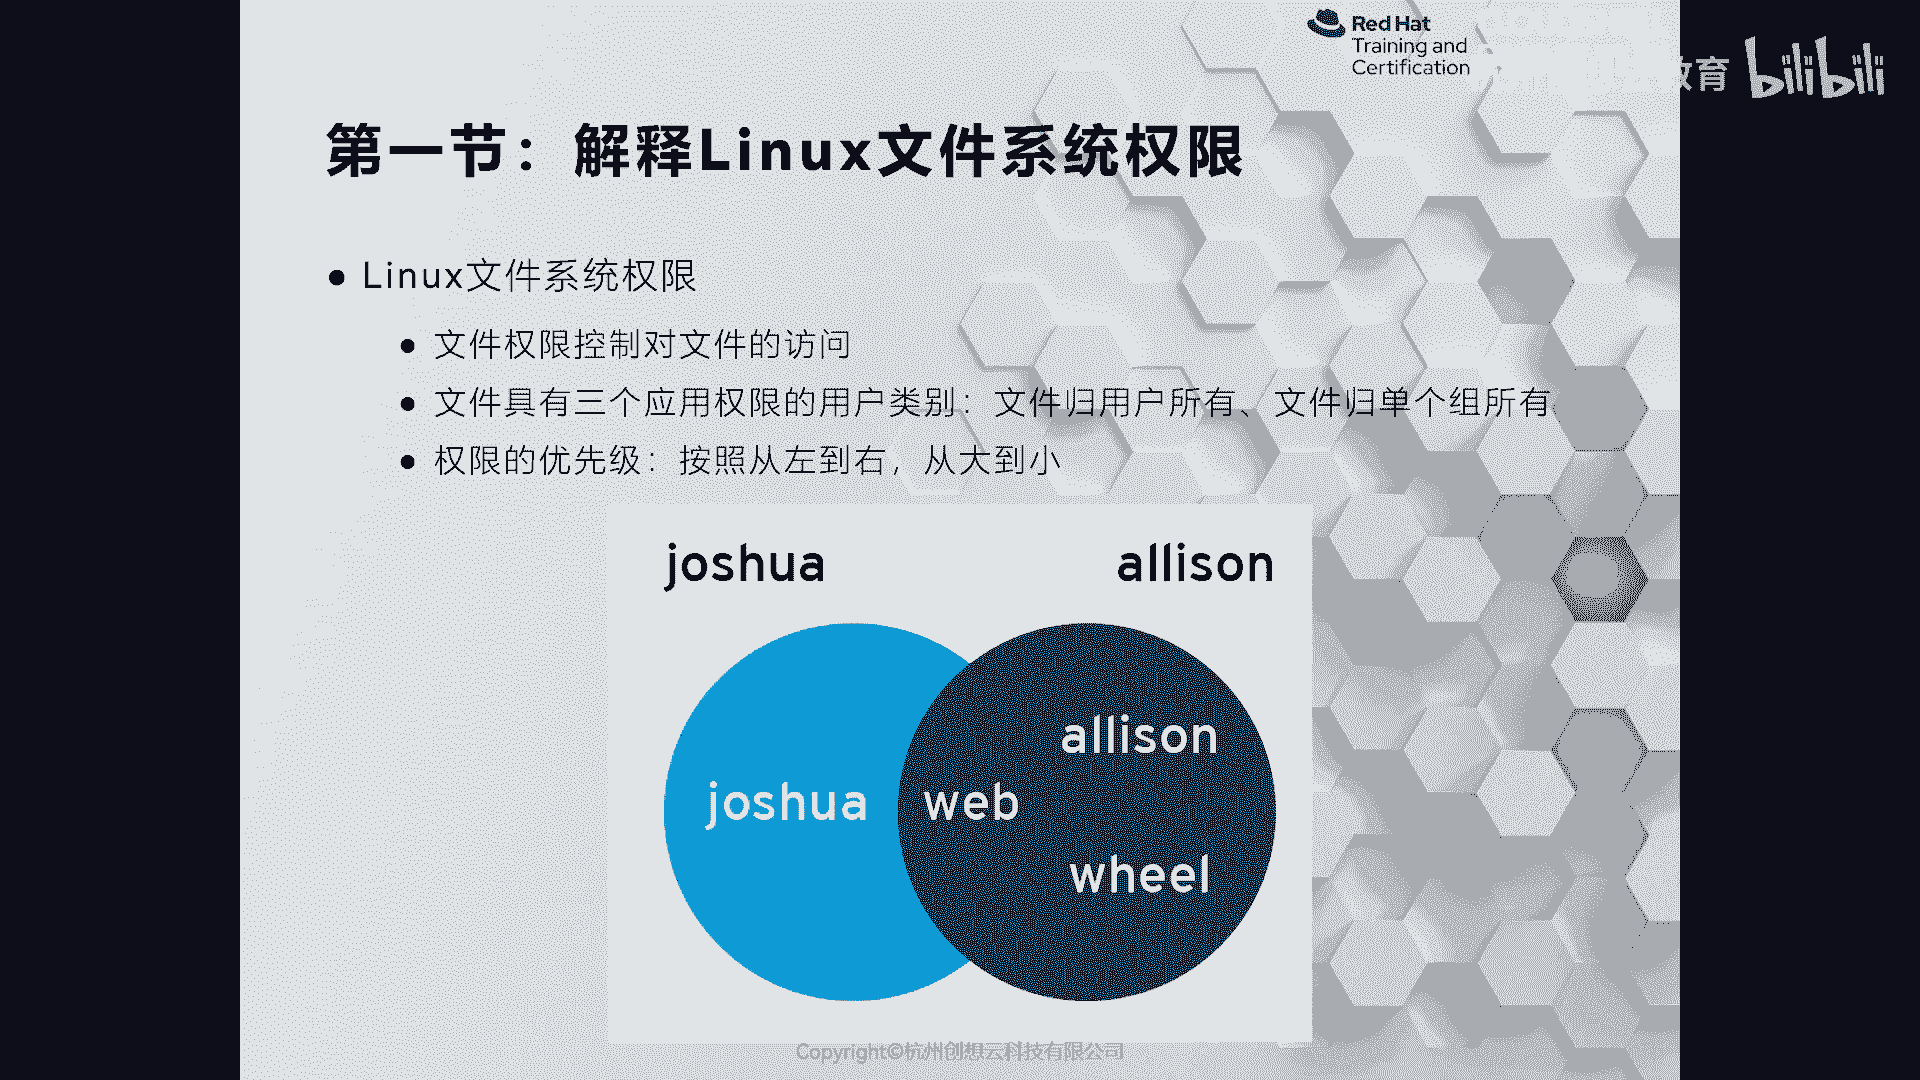 Red Hat
Training and
Certification
教育 bilibili
第一节：解释Linux文件系统权限
● Linux文件系统权限
● 文件权限控制对文件的访问
● 文件具有三个应用权限的用户类别：文件归用户所有、文件归单个组所有
● 权限的优先级：按照从左到右，从大到小
joshua allison
allison
joshua web
wheel
Copyright©杭州创想云科技有限公司